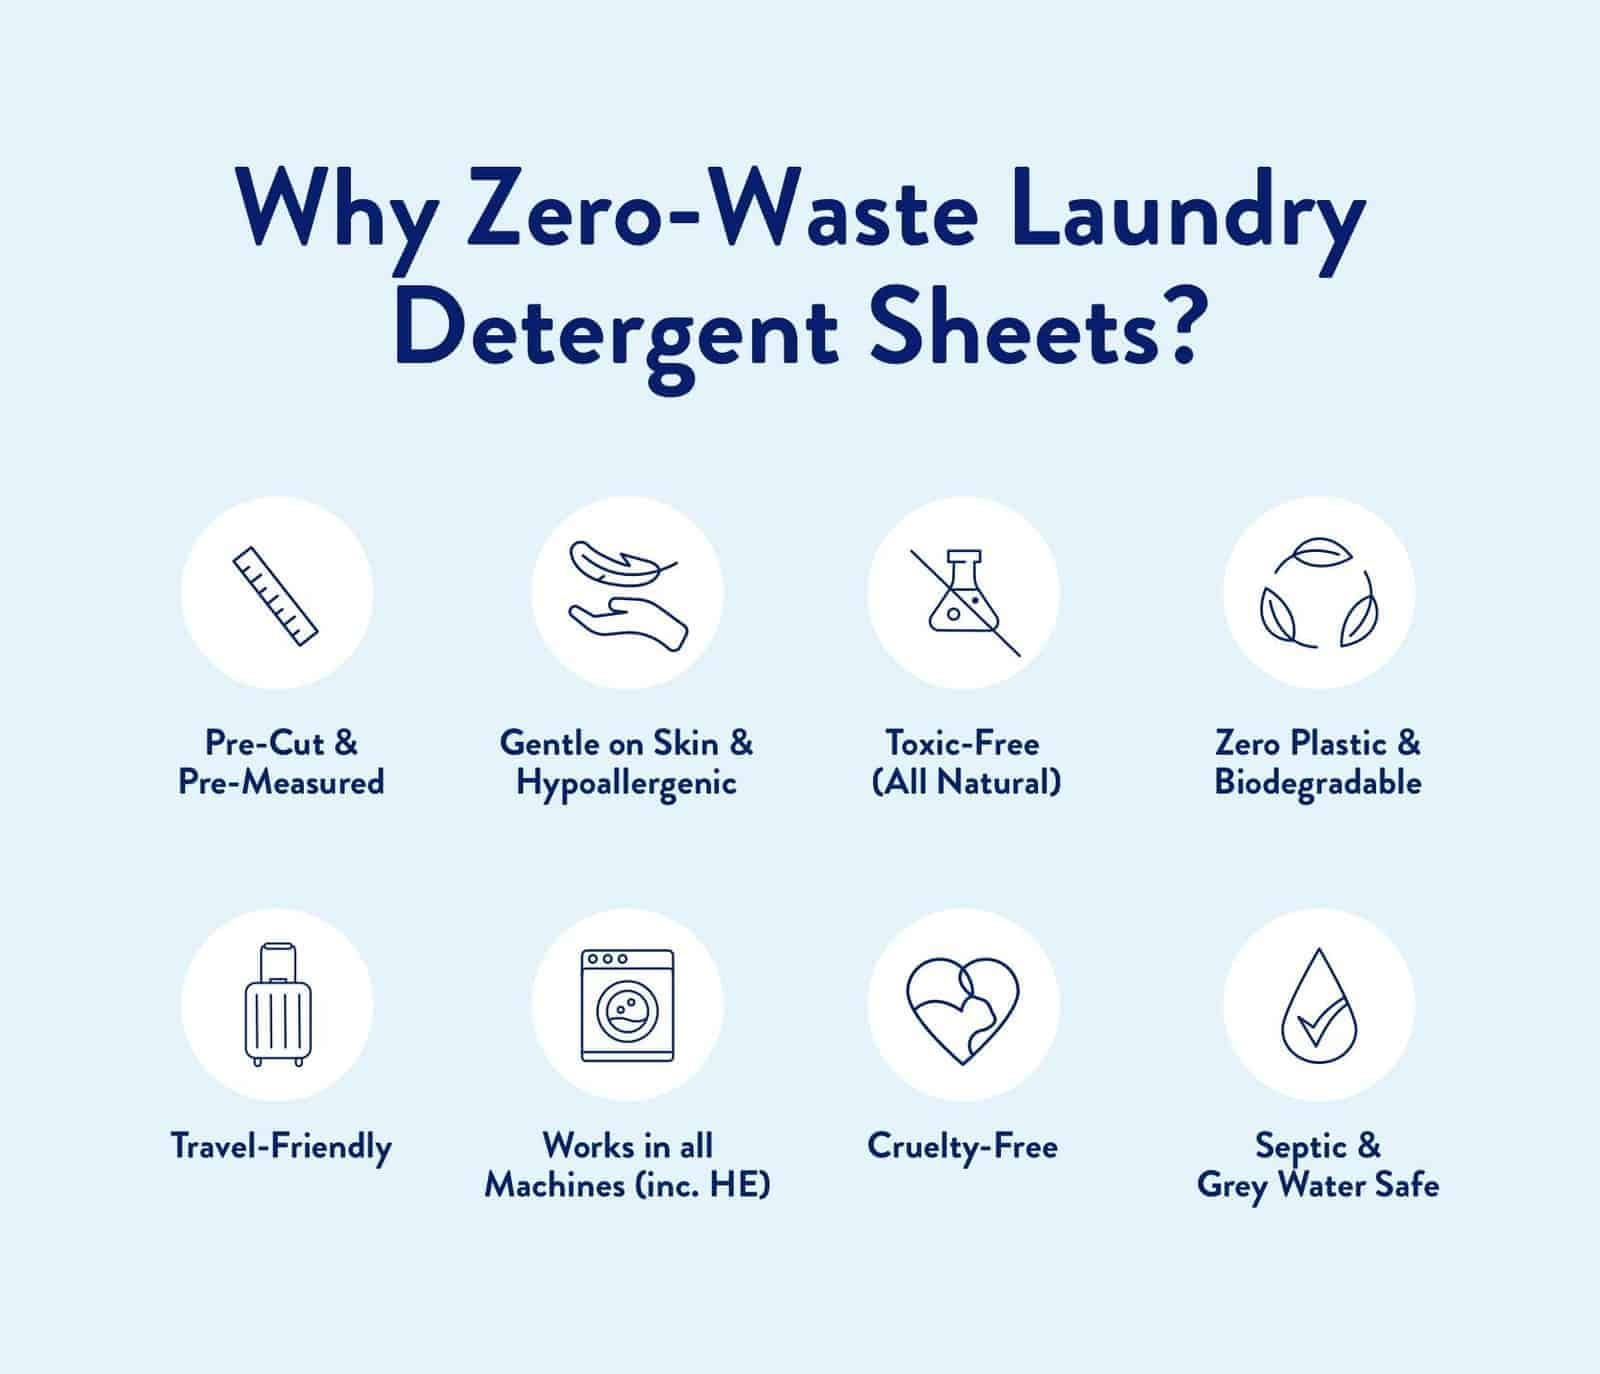 Why Zero-Waste Laundry
Detergent Sheets?
Pre-Cut &
Pre-Measured
Gentle on Skin &
Hypoallergenic
Toxic-Free
(All Natural)
Zero Plastic &
Biodegradable
Travel-Friendly
Works in all
Machines (inc. HE)
Cruelty-Free
Septic &
Grey Water Safe